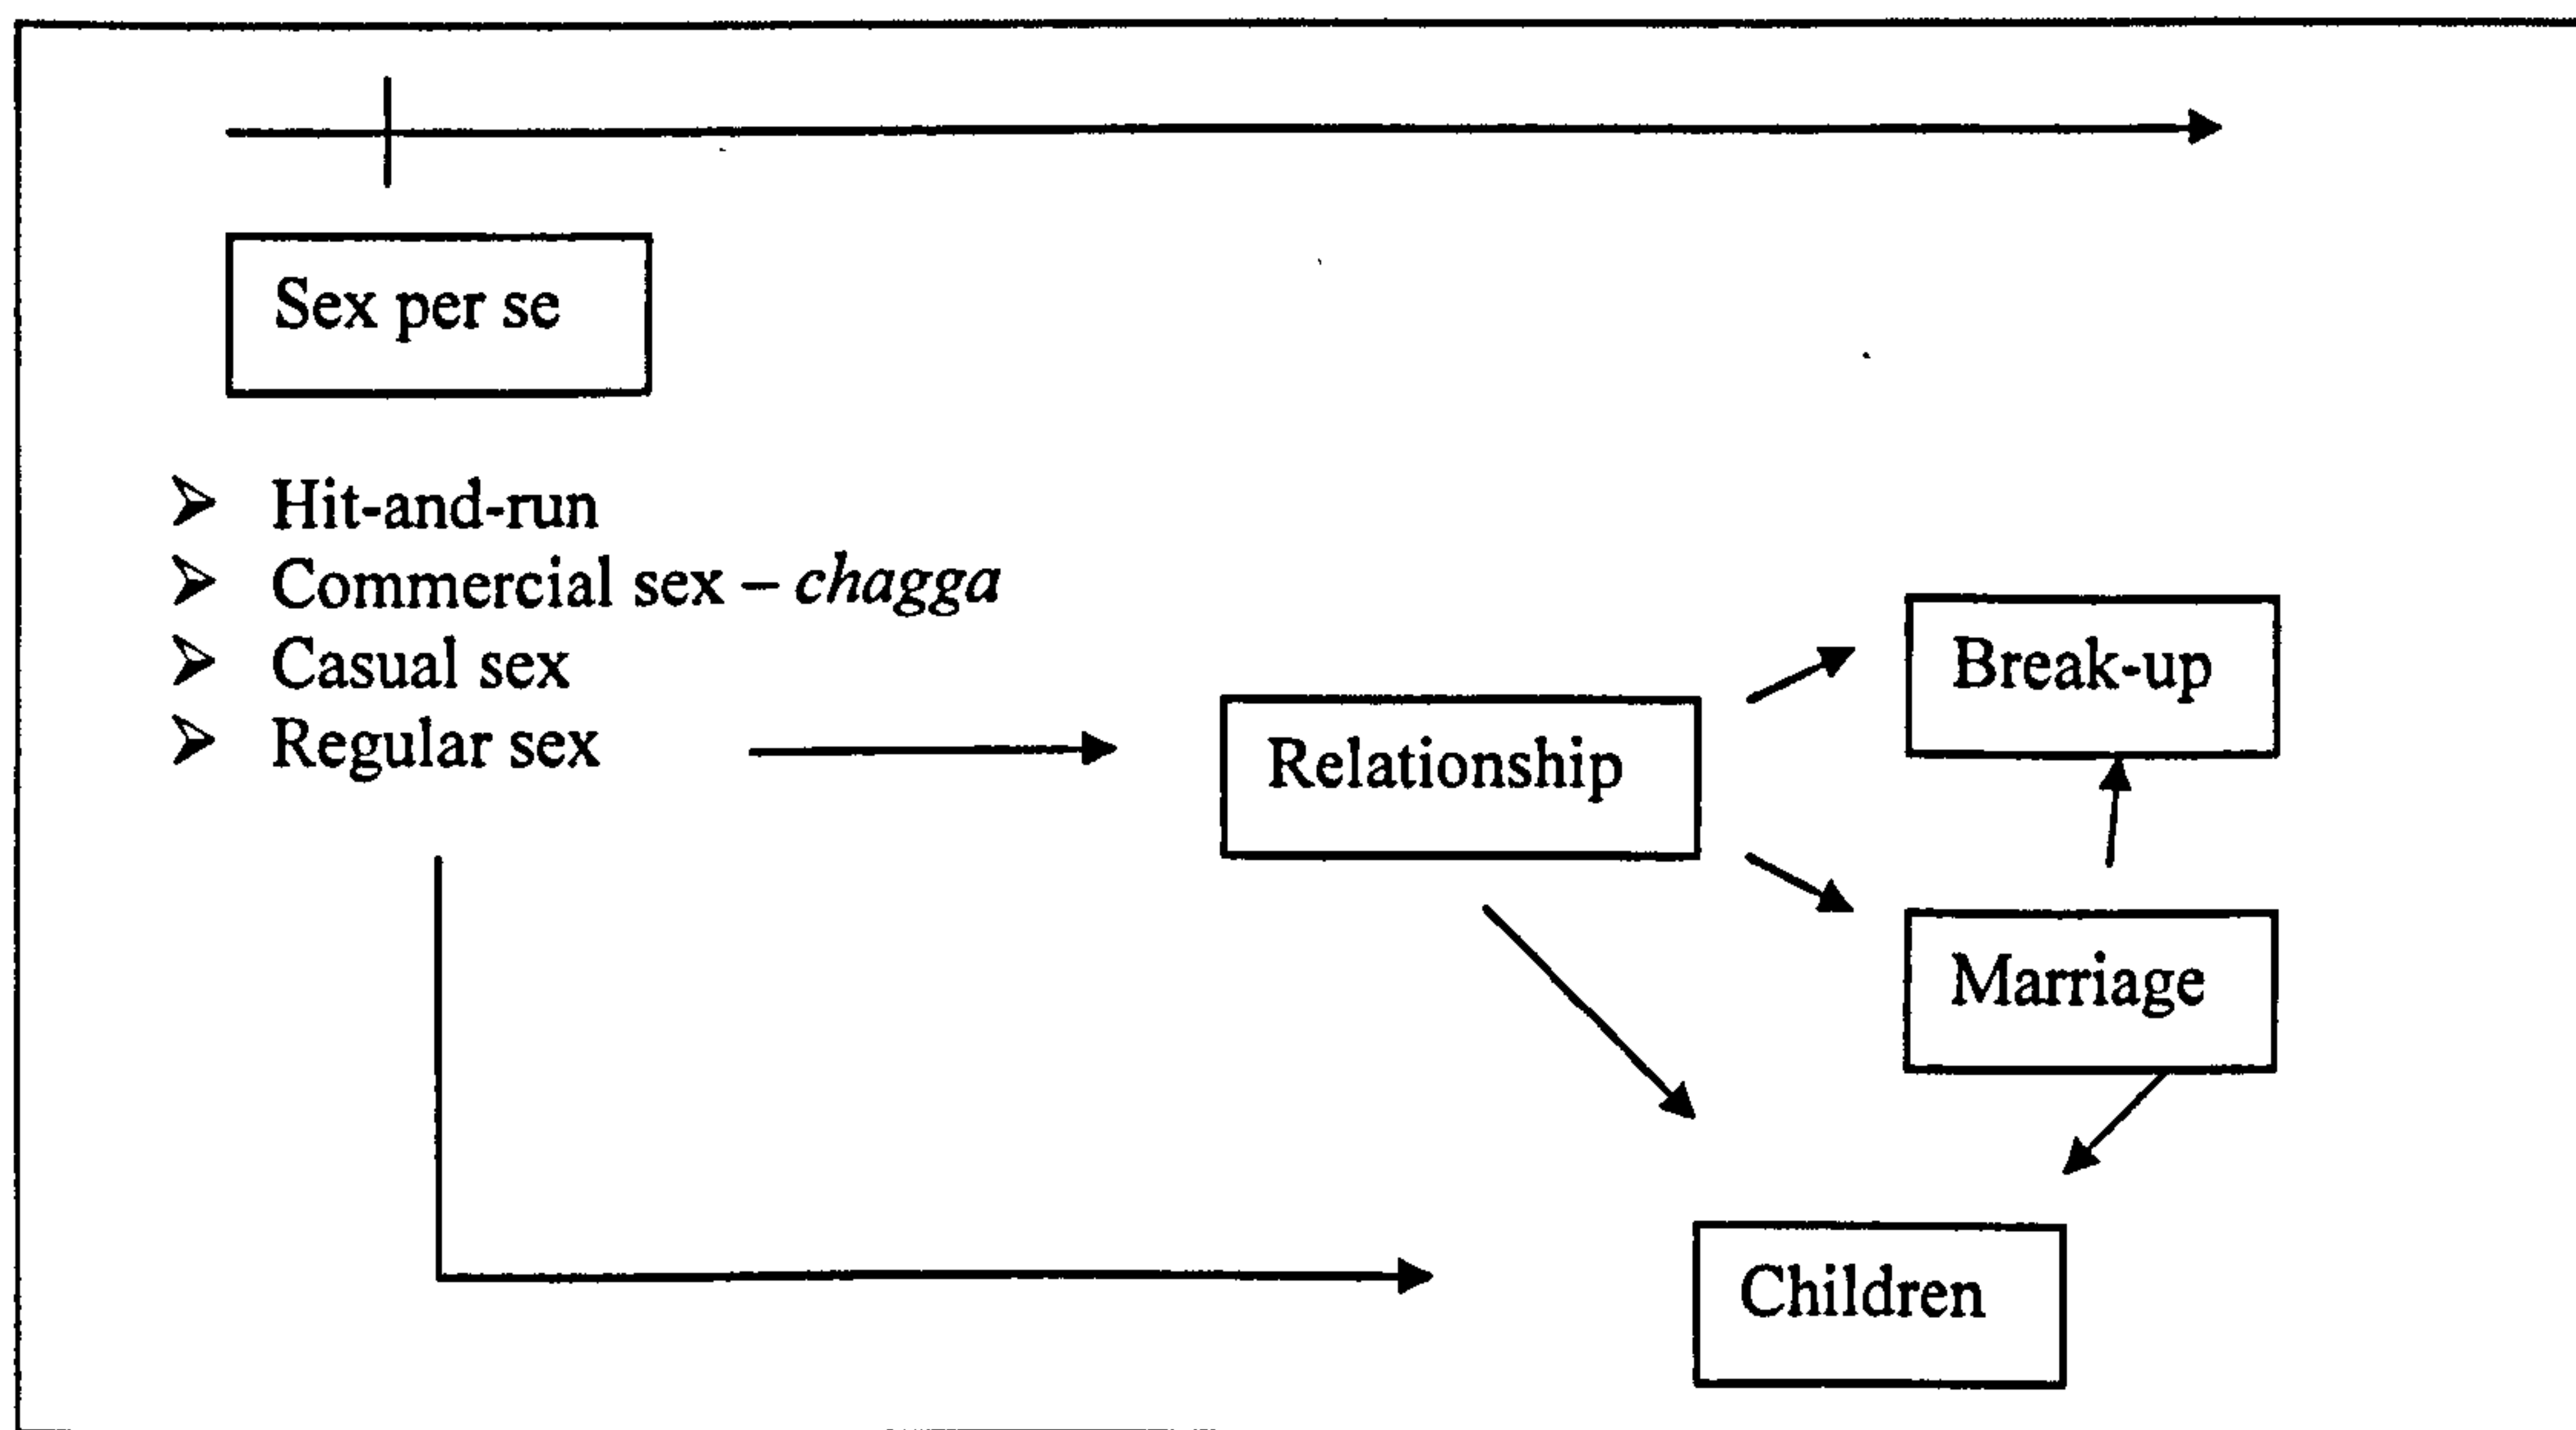 Sex per se
➢ Hit-and-run
➢ Commercial sex – chagga
➢ Casual sex
➢ Regular sex
Relationship
Break-up
Marriage
Children